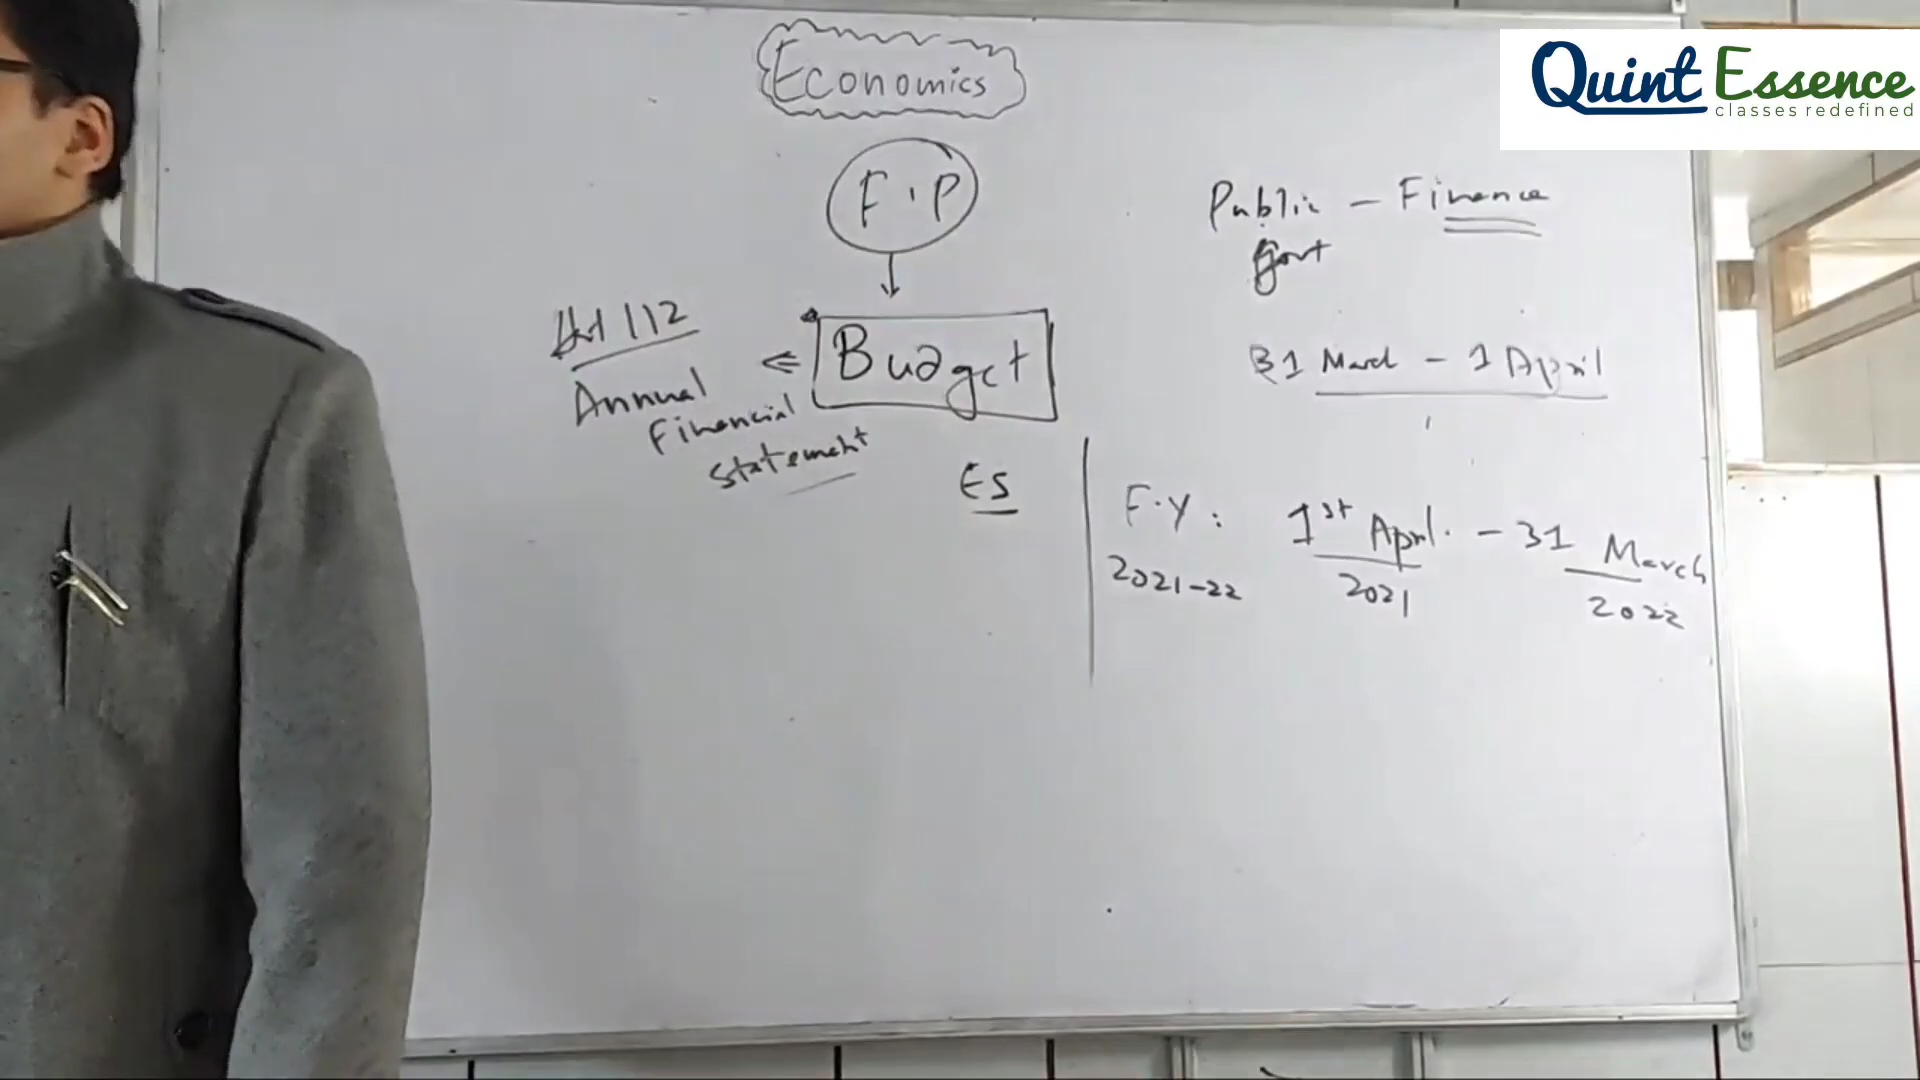 Economics
F.P
Budget
Art 112
Annual
Financial
Statement
ES
Public - Finance
Govt
31 March - 1 April
F.Y :
2021-22
1st April - 31 March
2021
2022
Quint Essence
classes redefined